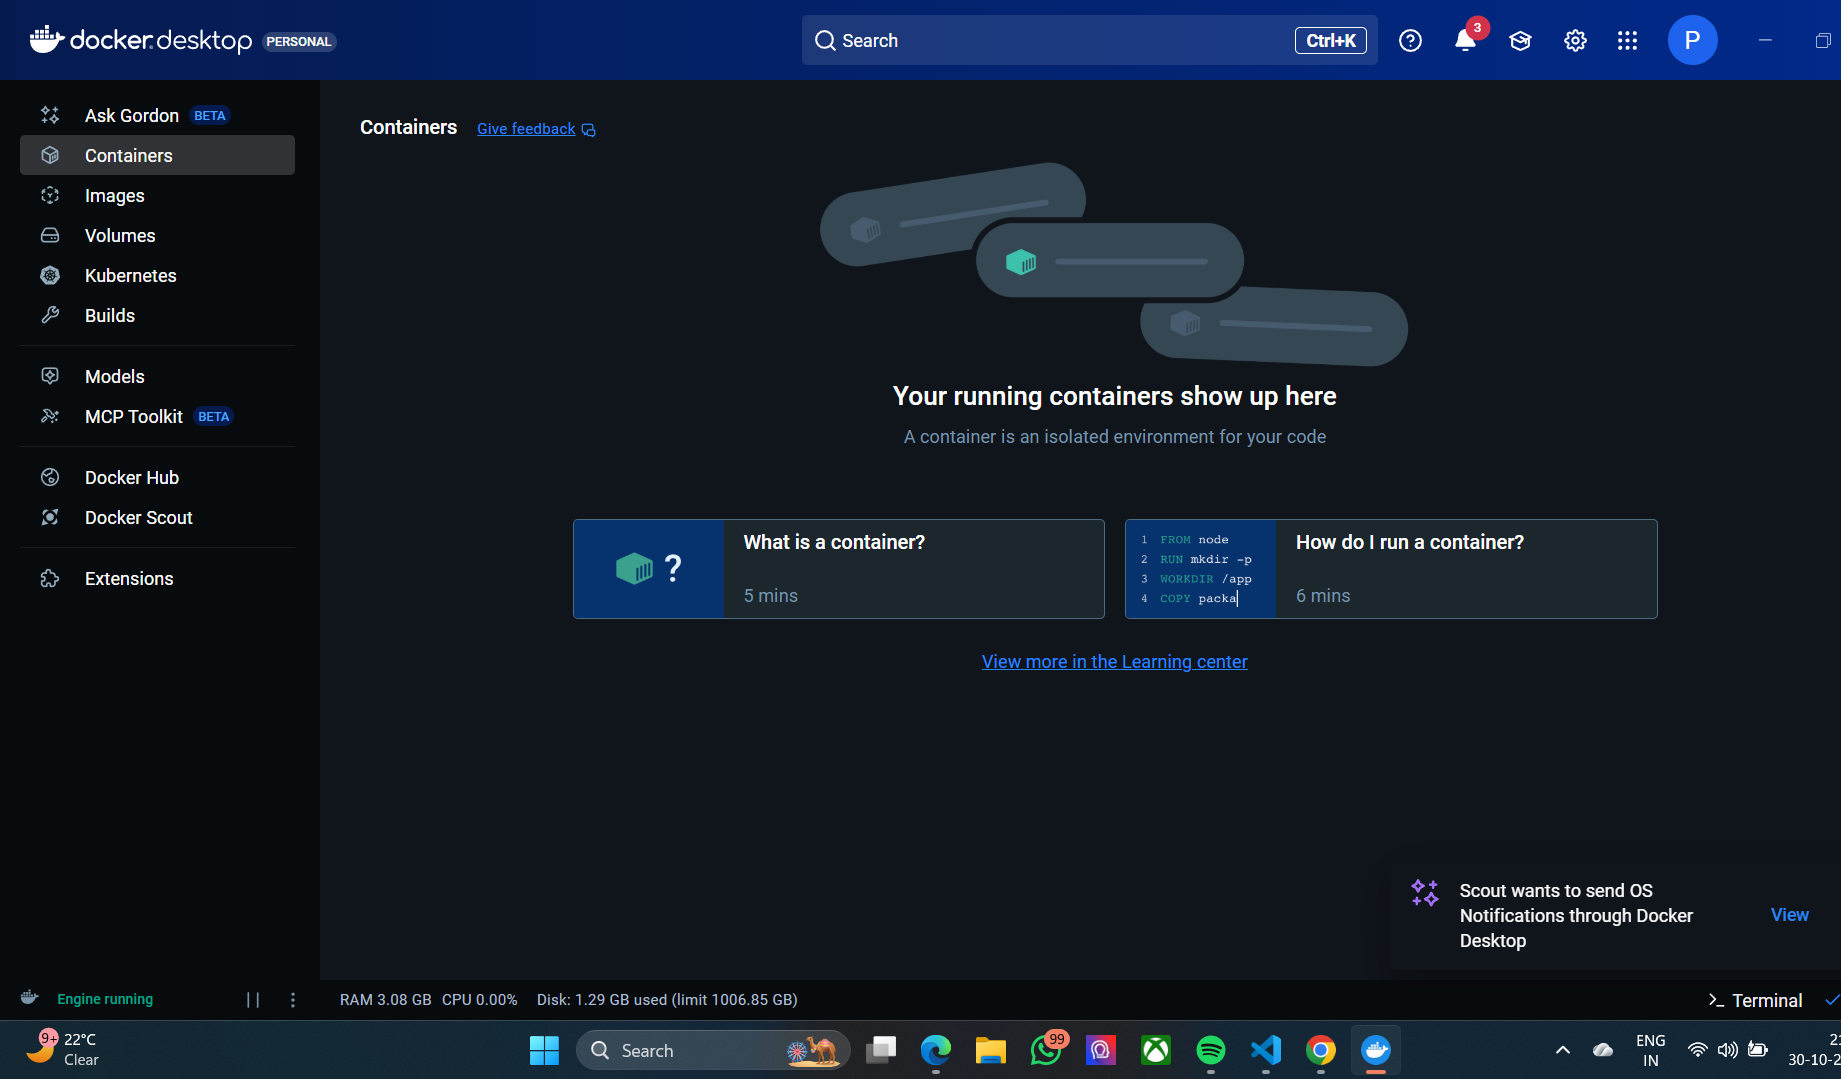 docker.desktop PERSONAL
Search Ctrl+K
3
P
Ask Gordon BETA
Containers
Images
Volumes
Kubernetes
Builds
Models
MCP Toolkit BETA
Docker Hub
Docker Scout
Extensions
Containers Give feedback
Your running containers show up here
A container is an isolated environment for your code
?
What is a container?
5 mins
1 FROM node
2 RUN mkdir -p
3 WORKDIR /app
4 COPY packa
How do I run a container?
6 mins
View more in the Learning center
Scout wants to send OS
Notifications through Docker
Desktop
View
Engine running
RAM 3.08 GB CPU 0.00% Disk: 1.29 GB used (limit 1006.85 GB)
Terminal
9+
22°C
Clear
Search
99
ENG
IN
30-10-2